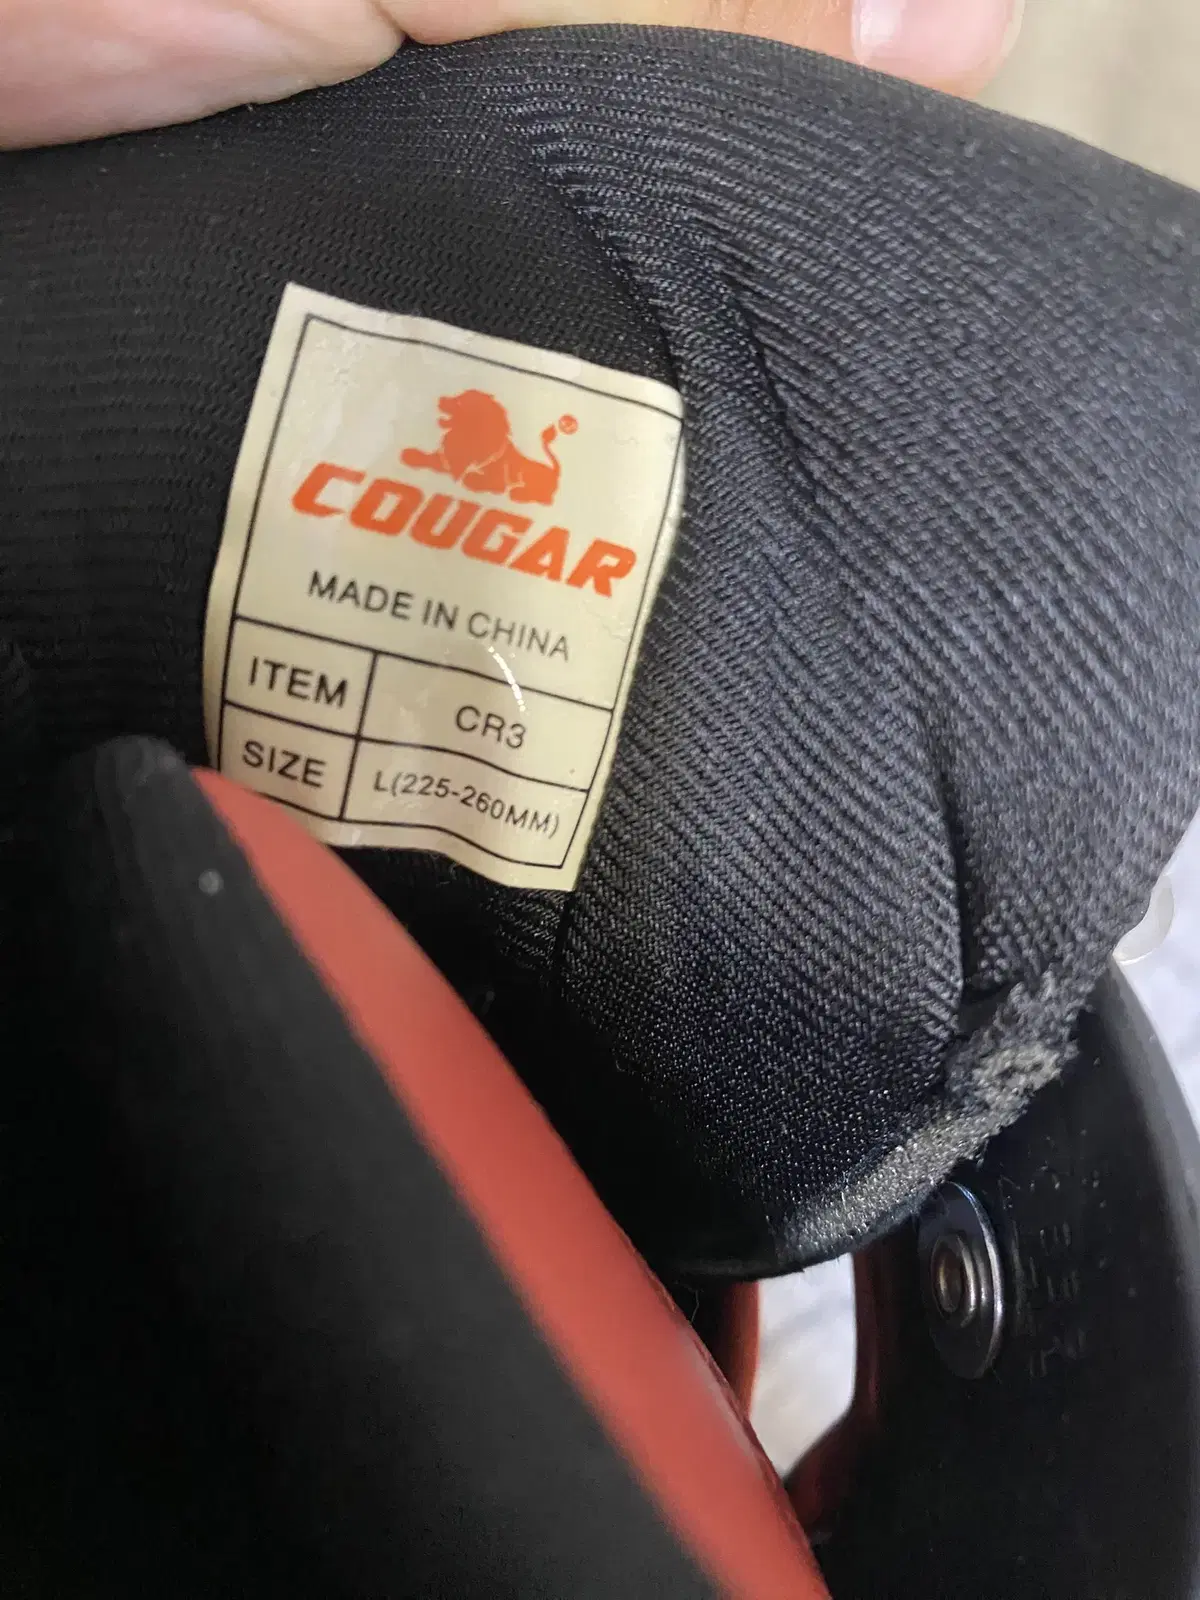 COUGAR
MADE IN CHINA
ITEM CR3
SIZE L(225-260MM)